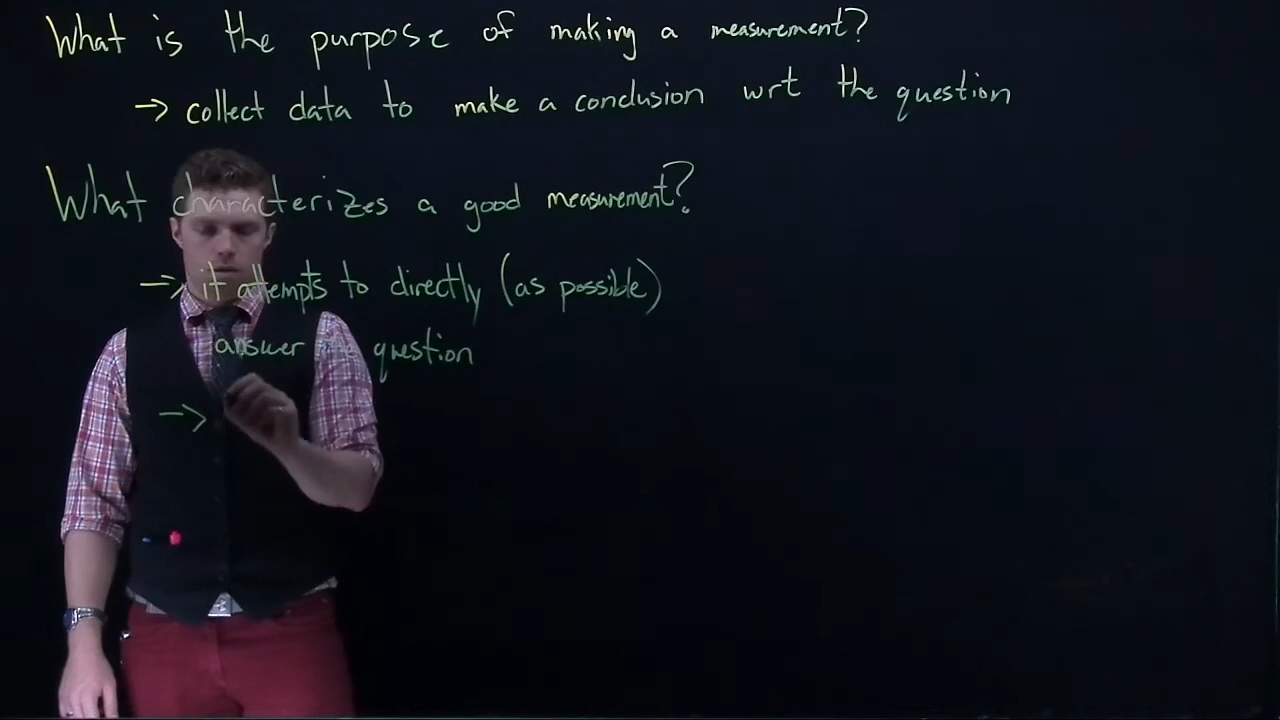 What is the purpose of making a measurement?
→ collect data to make a conclusion wrt the question
What characterizes a good measurement?
→ it attempts to directly (as possible)
answer the question
→